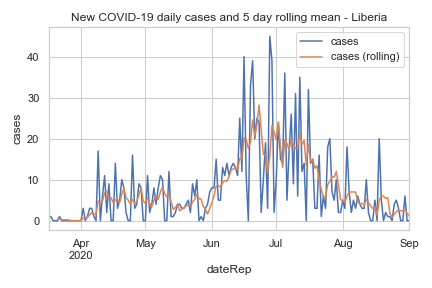 New COVID-19 daily cases and 5 day rolling mean - Liberia
cases
cases (rolling)
cases
40
30
20
10
0
Apr
2020
May
Jun
Jul
Aug
Sep
dateRep